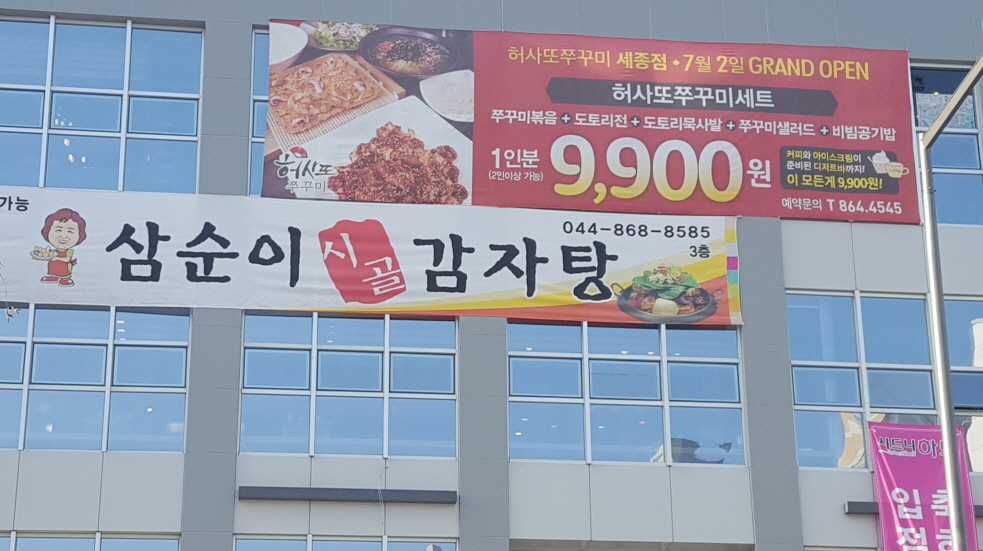 허사또쭈꾸미 세종점 • 7월 2일 GRAND OPEN
허사또쭈꾸미세트
쭈꾸미볶음 + 도토리전 + 도토리묵사발 + 쭈꾸미샐러드 + 비빔공기밥
1인분
(2인이상 가능)
9,900원
커피와 아이스크림이
준비된 디저트바까지!
이 모든게 9,900원!
예약문의 T 864.4545
허사또
쭈꾸미
가능
삼순이 시골 감자탕
044-868-8585
3층
시드니
입